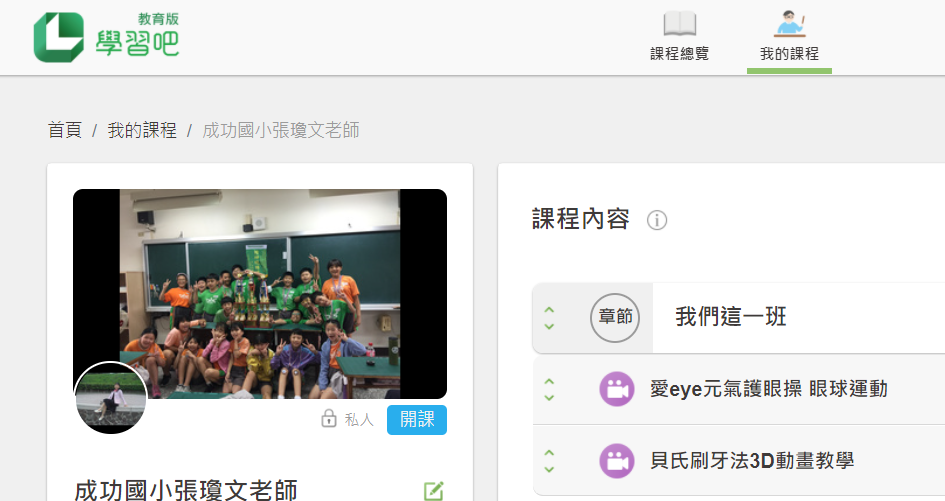 教育版
學習吧
課程總覽
我的課程
首頁 / 我的課程 / 成功國小張瓊文老師
私人
開課
成功國小張瓊文老師
課程內容
章節
我們這一班
愛eye元氣護眼操 眼球運動
貝氏刷牙法3D動畫教學